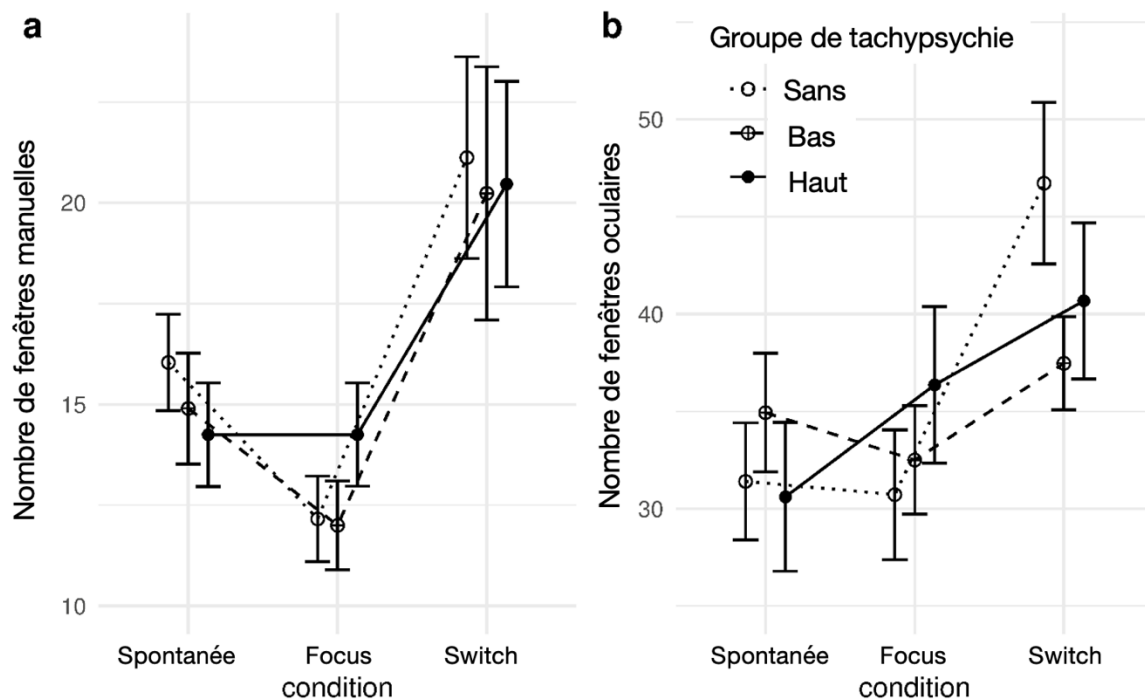 a
Nombre de fenêtres manuelles
20
15
10
Spontanée
Focus
Switch
condition
b
Groupe de tachypsychie
Sans
Bas
Haut
Nombre de fenêtres oculaires
50
40
30
Spontanée
Focus
Switch
condition